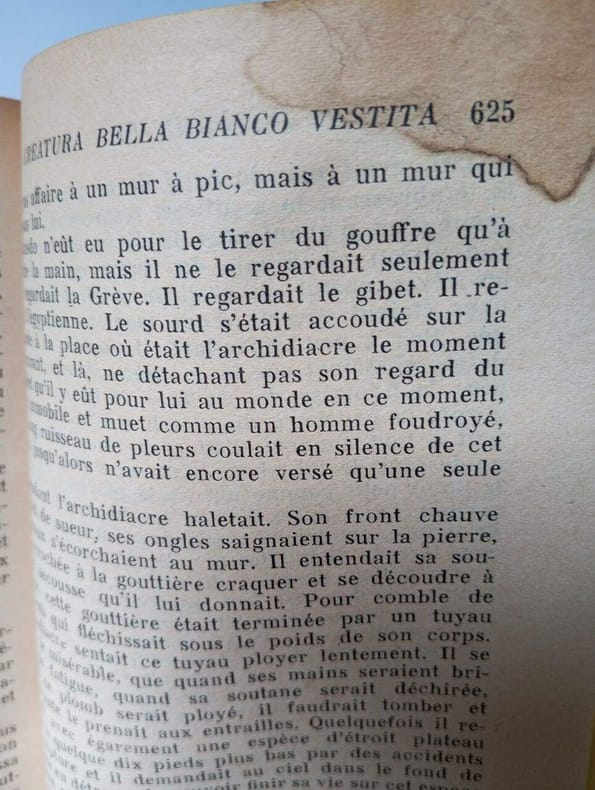 CREATURA BELLA BIANCO VESTITA 625
affaire à un mur à pic, mais à un mur qui
lui.
n'eût eu pour le tirer du gouffre qu'à
la main, mais il ne le regardait seulement
la Grève. Il regardait le gibet. Il re-
égyptienne. Le sourd s'était accoudé sur la
à la place où était l'archidiacre le moment
et là, ne détachant pas son regard du
qu'il y eût pour lui au monde en ce moment,
et muet comme un homme foudroyé,
ruisseau de pleurs coulait en silence de cet
jusqu'alors n'avait encore versé qu'une seule
l'archidiacre haletait. Son front chauve
de sueur, ses ongles saignaient sur la pierre,
s'écorchaient au mur. Il entendait sa sou-
à la gouttière craquer et se découdre à
qu'il lui donnait. Pour comble de
cette gouttière était terminée par un tuyau
qui fléchissait sous le poids de son corps.
sentait ce tuyau ployer lentement. Il se
misérable, que quand ses mains seraient bri-
fatigue, quand sa soutane serait déchirée,
plomb serait ployé, il faudrait tomber et
le prenait aux entrailles. Quelquefois il re-
avec égarement une espèce d'étroit plateau
quelque dix pieds plus bas par des accidents
et il demandait au ciel dans le fond de
finir sa vie sur cet